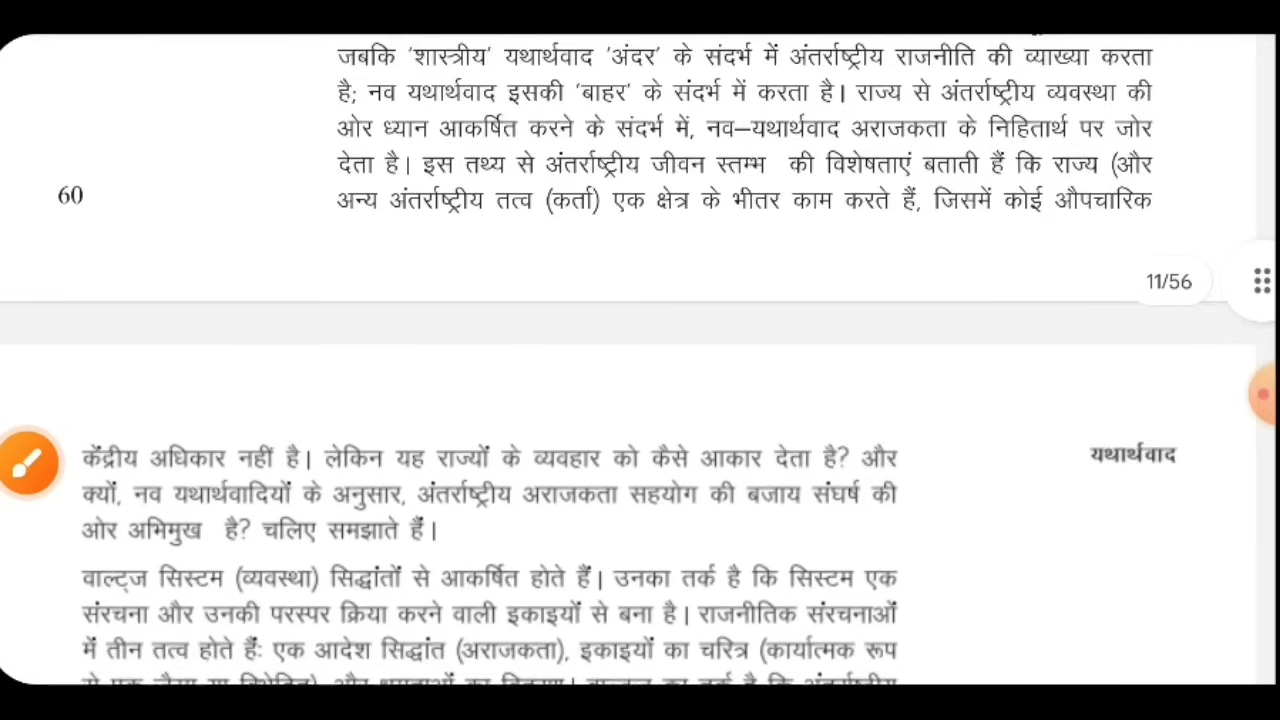 जबकि 'शास्त्रीय' यथार्थवाद 'अंदर' के संदर्भ में अंतर्राष्ट्रीय राजनीति की व्याख्या करता
है; नव यथार्थवाद इसकी 'बाहर' के संदर्भ में करता है। राज्य से अंतर्राष्ट्रीय व्यवस्था की
ओर ध्यान आकर्षित करने के संदर्भ में, नव–यथार्थवाद अराजकता के निहितार्थ पर जोर
देता है। इस तथ्य से अंतर्राष्ट्रीय जीवन स्तम्भ की विशेषताएं बताती हैं कि राज्य (और
60
अन्य अंतर्राष्ट्रीय तत्व (कर्ता) एक क्षेत्र के भीतर काम करते हैं, जिसमें कोई औपचारिक
11/56
केंद्रीय अधिकार नहीं है। लेकिन यह राज्यों के व्यवहार को कैसे आकार देता है? और
यथार्थवाद
क्यों, नव यथार्थवादियों के अनुसार, अंतर्राष्ट्रीय अराजकता सहयोग की बजाय संघर्ष की
ओर अभिमुख है? चलिए समझाते हैं।
वाल्ट्ज सिस्टम (व्यवस्था) सिद्धांतों से आकर्षित होते हैं। उनका तर्क है कि सिस्टम एक
संरचना और उनकी परस्पर क्रिया करने वाली इकाइयों से बना है। राजनीतिक संरचनाओं
में तीन तत्व होते हैं: एक आदेश सिद्धांत (अराजकता), इकाइयों का चरित्र (कार्यात्मक रूप